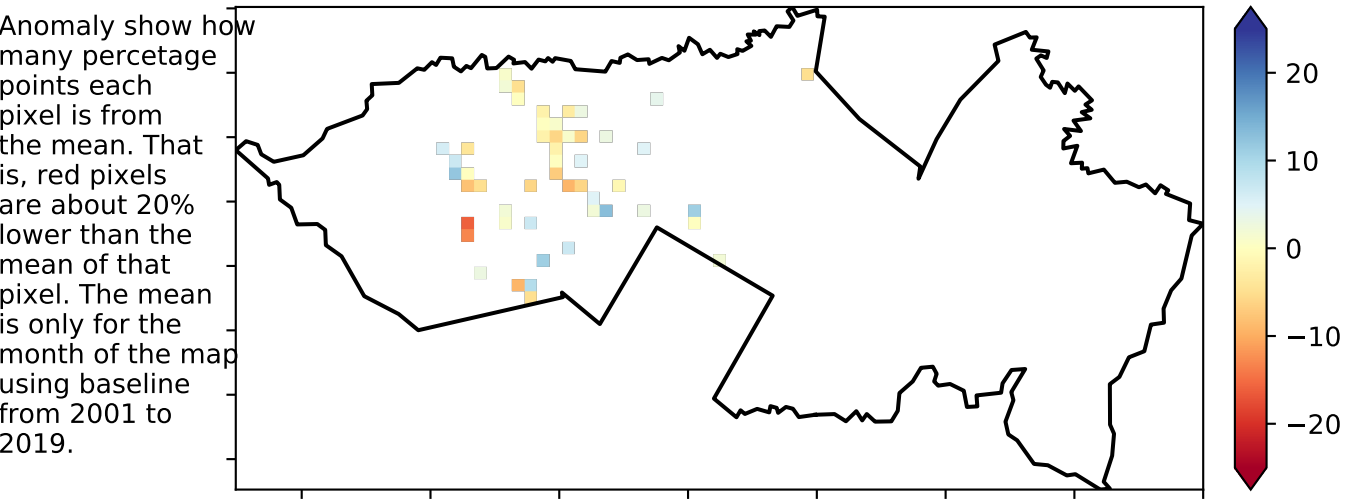 Anomaly show how
many percetage
points each
pixel is from
the mean. That
is, red pixels
are about 20%
lower than the
mean of that
pixel. The mean
is only for the
month of the map
using baseline
from 2001 to
2019.
20
10
0
−10
−20